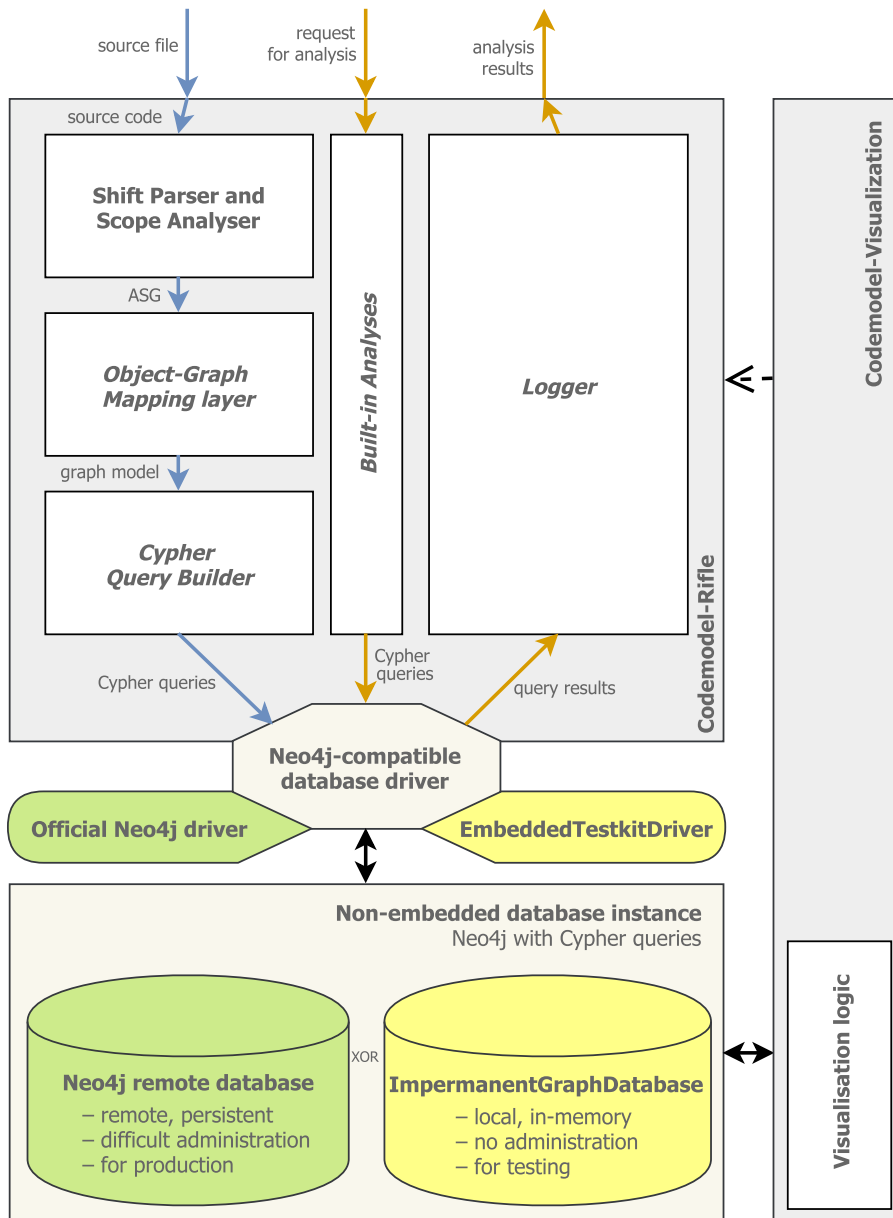 source file
request
for analysis
analysis
results
source code
Shift Parser and
Scope Analyser
ASG
Object-Graph
Mapping layer
graph model
Cypher
Query Builder
Built-in Analyses
Logger
Codemodel-Rifle
Codemodel-Visualization
Cypher queries
Cypher
queries
query results
Neo4j-compatible
database driver
Official Neo4j driver
EmbeddedTestkitDriver
Non-embedded database instance
Neo4j with Cypher queries
Neo4j remote database
– remote, persistent
– difficult administration
– for production
XOR
ImpermanentGraphDatabase
– local, in-memory
– no administration
– for testing
Visualisation logic